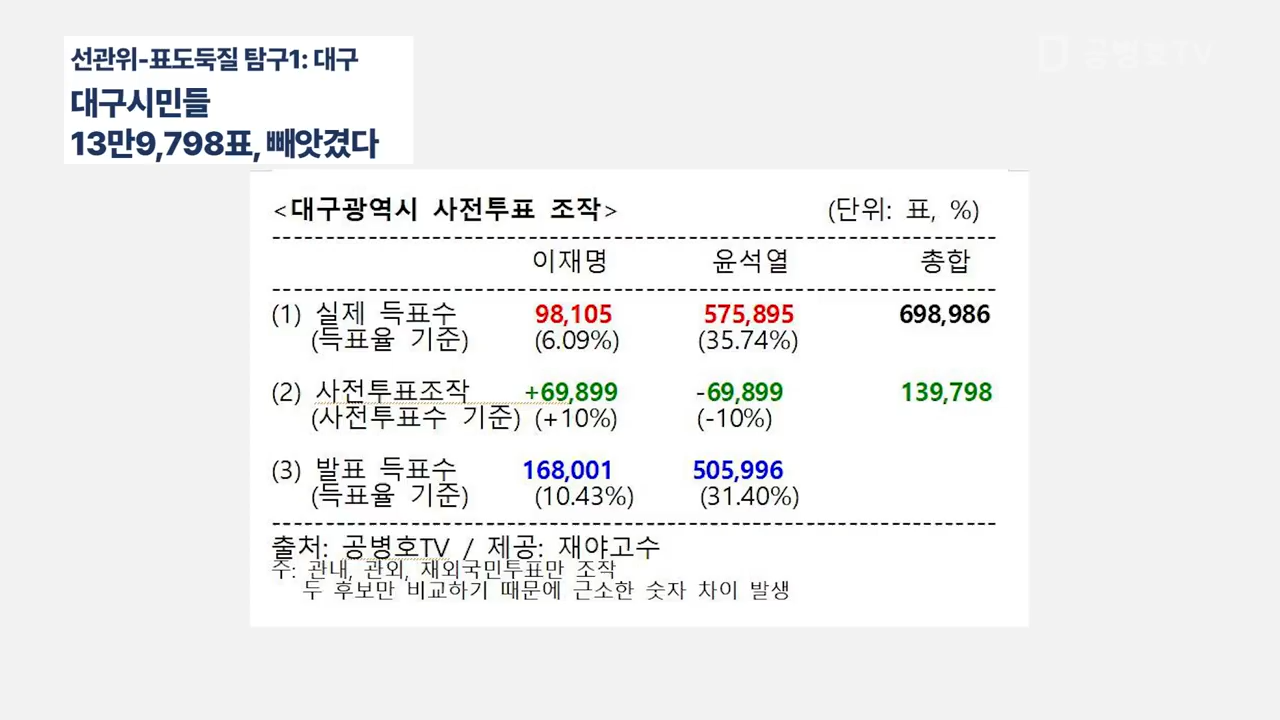 선관위-표도둑질 탐구1: 대구
대구시민들
13만9,798표, 빼앗겼다
공병호TV
<대구광역시 사전투표 조작> (단위: 표, %)
이재명 윤석열 총합
(1) 실제 득표수 98,105 575,895 698,986
(득표율 기준) (6.09%) (35.74%)
(2) 사전투표조작 +69,899 -69,899 139,798
(사전투표수 기준) (+10%) (-10%)
(3) 발표 득표수 168,001 505,996
(득표율 기준) (10.43%) (31.40%)
출처: 공병호TV / 제공: 재야고수
주: 관내, 관외, 재외국민투표만 조작
두 후보만 비교하기 때문에 근소한 숫자 차이 발생